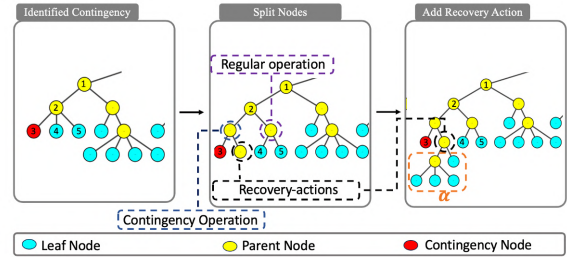 Identified Contingency
Split Nodes
Add Recovery Action
1
2
3 4 5
Regular operation
1
2
3 4 5
Recovery-actions
Contingency Operation
1
2
3 4 5
α
Leaf Node
Parent Node
Contingency Node